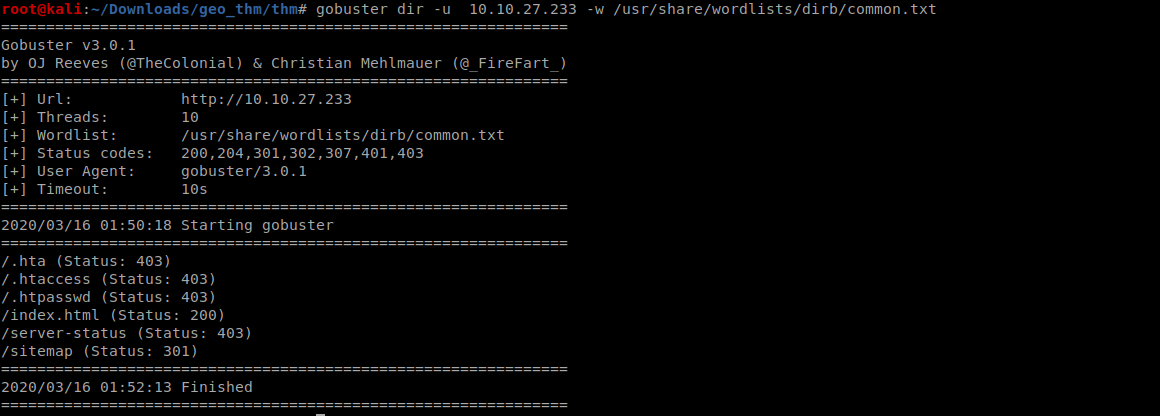 root@kali:~/Downloads/geo_thm/thm# gobuster dir -u  10.10.27.233 -w /usr/share/wordlists/dirb/common.txt
===============================================================
Gobuster v3.0.1
by OJ Reeves (@TheColonial) & Christian Mehlmauer (@_FireFart_)
===============================================================
[+] Url:            http://10.10.27.233
[+] Threads:        10
[+] Wordlist:       /usr/share/wordlists/dirb/common.txt
[+] Status codes:   200,204,301,302,307,401,403
[+] User Agent:     gobuster/3.0.1
[+] Timeout:        10s
===============================================================
2020/03/16 01:50:18 Starting gobuster
===============================================================
/.hta (Status: 403)
/.htaccess (Status: 403)
/.htpasswd (Status: 403)
/index.html (Status: 200)
/server-status (Status: 403)
/sitemap (Status: 301)
===============================================================
2020/03/16 01:52:13 Finished
===============================================================